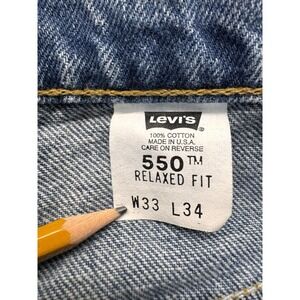 LEVI'S ®
100% COTTON
MADE IN U.S.A.
CARE ON REVERSE
550™
RELAXED FIT
W33 L34